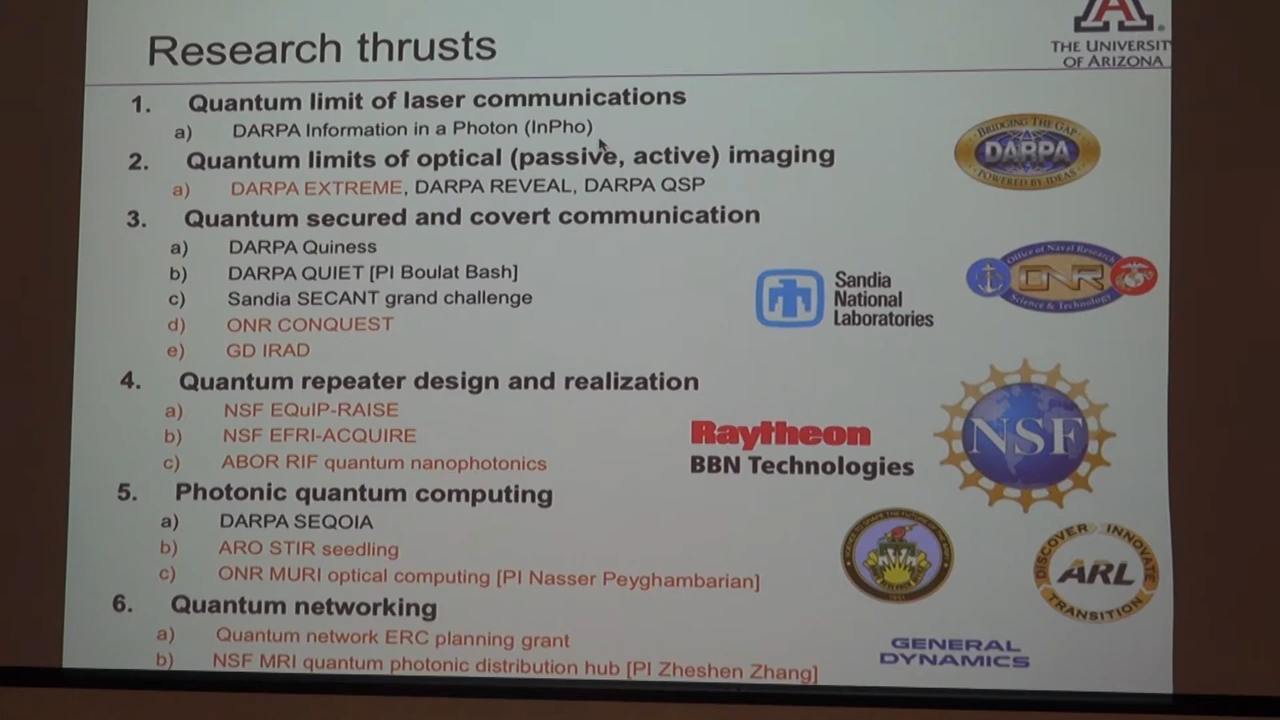 Research thrusts
THE UNIVERSITY
OF ARIZONA
1. Quantum limit of laser communications
a) DARPA Information in a Photon (InPho)
2. Quantum limits of optical (passive, active) imaging
a) DARPA EXTREME, DARPA REVEAL, DARPA QSP
BRIDGING THE GAP
DARPA
POWERED BY IDEAS
3. Quantum secured and covert communication
a) DARPA Quiness
b) DARPA QUIET [PI Boulat Bash]
c) Sandia SECANT grand challenge
d) ONR CONQUEST
e) GD IRAD
Sandia
National
Laboratories
Office of Naval Research
ONR
Science & Technology
4. Quantum repeater design and realization
a) NSF EQuIP-RAISE
b) NSF EFRI-ACQUIRE
c) ABOR RIF quantum nanophotonics
Raytheon
BBN Technologies
NSF
5. Photonic quantum computing
a) DARPA SEQOIA
b) ARO STIR seedling
c) ONR MURI optical computing [PI Nasser Peyghambarian]
DISCOVER INNOVATE
ARL
TRANSITION
6. Quantum networking
a) Quantum network ERC planning grant
b) NSF MRI quantum photonic distribution hub [PI Zheshen Zhang]
GENERAL
DYNAMICS